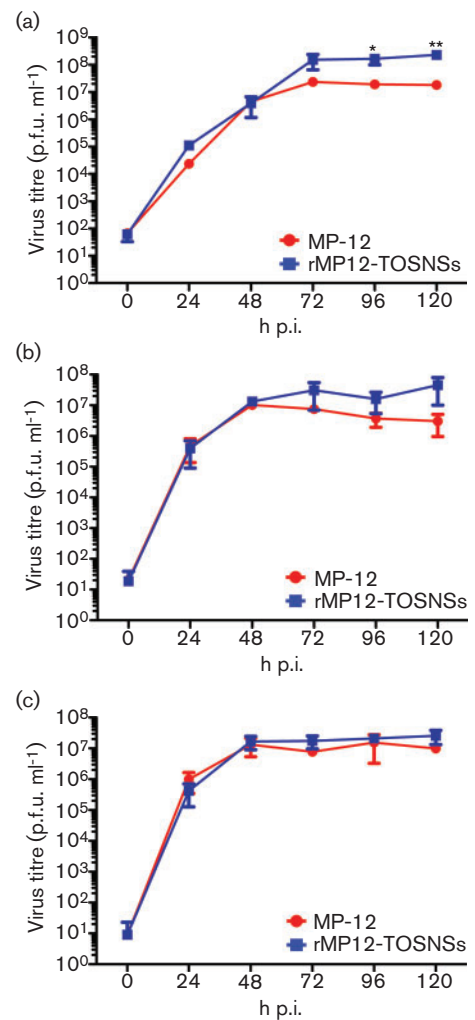 (a)
Virus titre (p.f.u. ml⁻¹)
10⁹
10⁸
10⁷
10⁶
10⁵
10⁴
10³
10²
10¹
10⁰
* **
MP-12
rMP12-TOSNSs
0 24 48 72 96 120
h p.i.
(b)
Virus titre (p.f.u. ml⁻¹)
10⁸
10⁷
10⁶
10⁵
10⁴
10³
10²
10¹
10⁰
MP-12
rMP12-TOSNSs
0 24 48 72 96 120
h p.i.
(c)
Virus titre (p.f.u. ml⁻¹)
10⁸
10⁷
10⁶
10⁵
10⁴
10³
10²
10¹
10⁰
MP-12
rMP12-TOSNSs
0 24 48 72 96 120
h p.i.